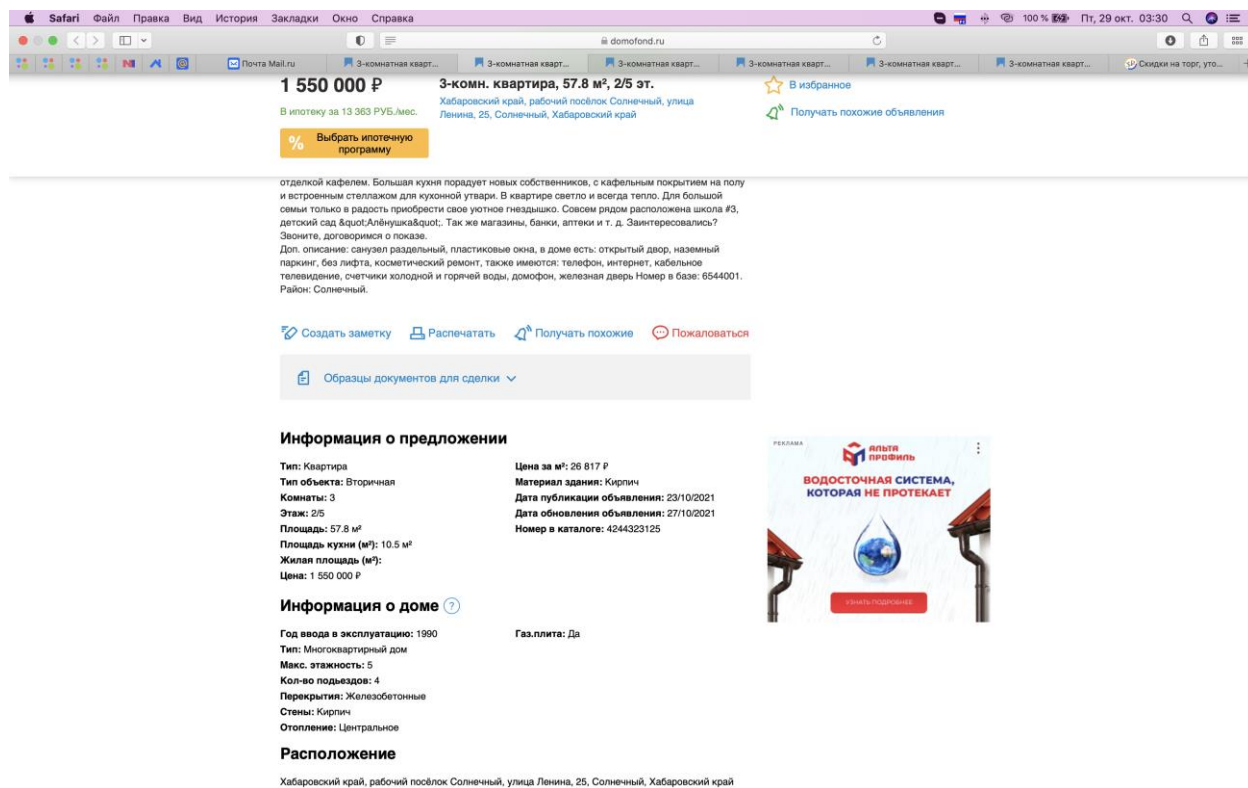 Safari Файл Правка Вид История Закладки Окно Справка 100 % Пт, 29 окт. 03:30
domofond.ru
Почта Mail.ru 3-комнатная кварт... 3-комнатная кварт... 3-комнатная кварт... 3-комнатная кварт... 3-комнатная кварт... 3-комнатная кварт... Скидки на торг, уто...
1 550 000 ₽
В ипотеку за 13 363 РУБ./мес.
% Выбрать ипотечную
программу
3-комн. квартира, 57.8 м², 2/5 эт.
Хабаровский край, рабочий посёлок Солнечный, улица
Ленина, 25, Солнечный, Хабаровский край
В избранное
Получать похожие объявления
отделкой кафелем. Большая кухня порадует новых собственников, с кафельным покрытием на полу
и встроенным стеллажом для кухонной утвари. В квартире светло и всегда тепло. Для большой
семьи только в радость приобрести свое уютное гнездышко. Совсем рядом расположена школа #3,
детский сад &quot;Алёнушка&quot;. Так же магазины, банки, аптеки и т. д. Заинтересовались?
Звоните, договоримся о показе.
Доп. описание: санузел раздельный, пластиковые окна, в доме есть: открытый двор, наземный
паркинг, без лифта, косметический ремонт, также имеются: телефон, интернет, кабельное
телевидение, счетчики холодной и горячей воды, домофон, железная дверь Номер в базе: 6544001.
Район: Солнечный.
Создать заметку Распечатать Получать похожие Пожаловаться
Образцы документов для сделки
Информация о предложении
Тип: Квартира
Тип объекта: Вторичная
Комнаты: 3
Этаж: 2/5
Площадь: 57.8 м²
Площадь кухни (м²): 10.5 м²
Жилая площадь (м²):
Цена: 1 550 000 ₽
Цена за м²: 26 817 ₽
Материал здания: Кирпич
Дата публикации объявления: 23/10/2021
Дата обновления объявления: 27/10/2021
Номер в каталоге: 4244323125
РЕКЛАМА
АЛЬТА
ПРОФИЛЬ
ВОДОСТОЧНАЯ СИСТЕМА,
КОТОРАЯ НЕ ПРОТЕКАЕТ
УЗНАТЬ ПОДРОБНЕЕ
Информация о доме ?
Год ввода в эксплуатацию: 1990
Тип: Многоквартирный дом
Макс. этажность: 5
Кол-во подъездов: 4
Перекрытия: Железобетонные
Стены: Кирпич
Отопление: Центральное
Газ.плита: Да
Расположение
Хабаровский край, рабочий посёлок Солнечный, улица Ленина, 25, Солнечный, Хабаровский край